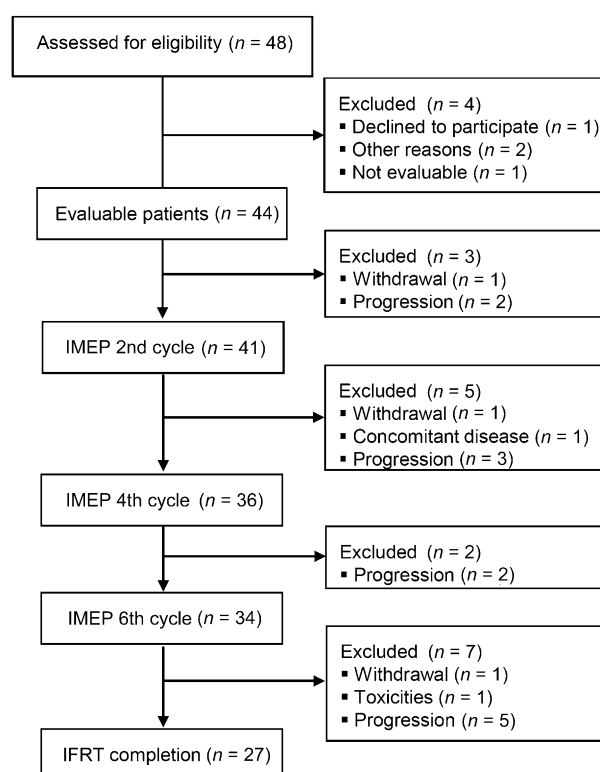 Assessed for eligibility (n = 48)
Excluded (n = 4)
▪ Declined to participate (n = 1)
▪ Other reasons (n = 2)
▪ Not evaluable (n = 1)
Evaluable patients (n = 44)
Excluded (n = 3)
▪ Withdrawal (n = 1)
▪ Progression (n = 2)
IMEP 2nd cycle (n = 41)
Excluded (n = 5)
▪ Withdrawal (n = 1)
▪ Concomitant disease (n = 1)
▪ Progression (n = 3)
IMEP 4th cycle (n = 36)
Excluded (n = 2)
▪ Progression (n = 2)
IMEP 6th cycle (n = 34)
Excluded (n = 7)
▪ Withdrawal (n = 1)
▪ Toxicities (n = 1)
▪ Progression (n = 5)
IFRT completion (n = 27)